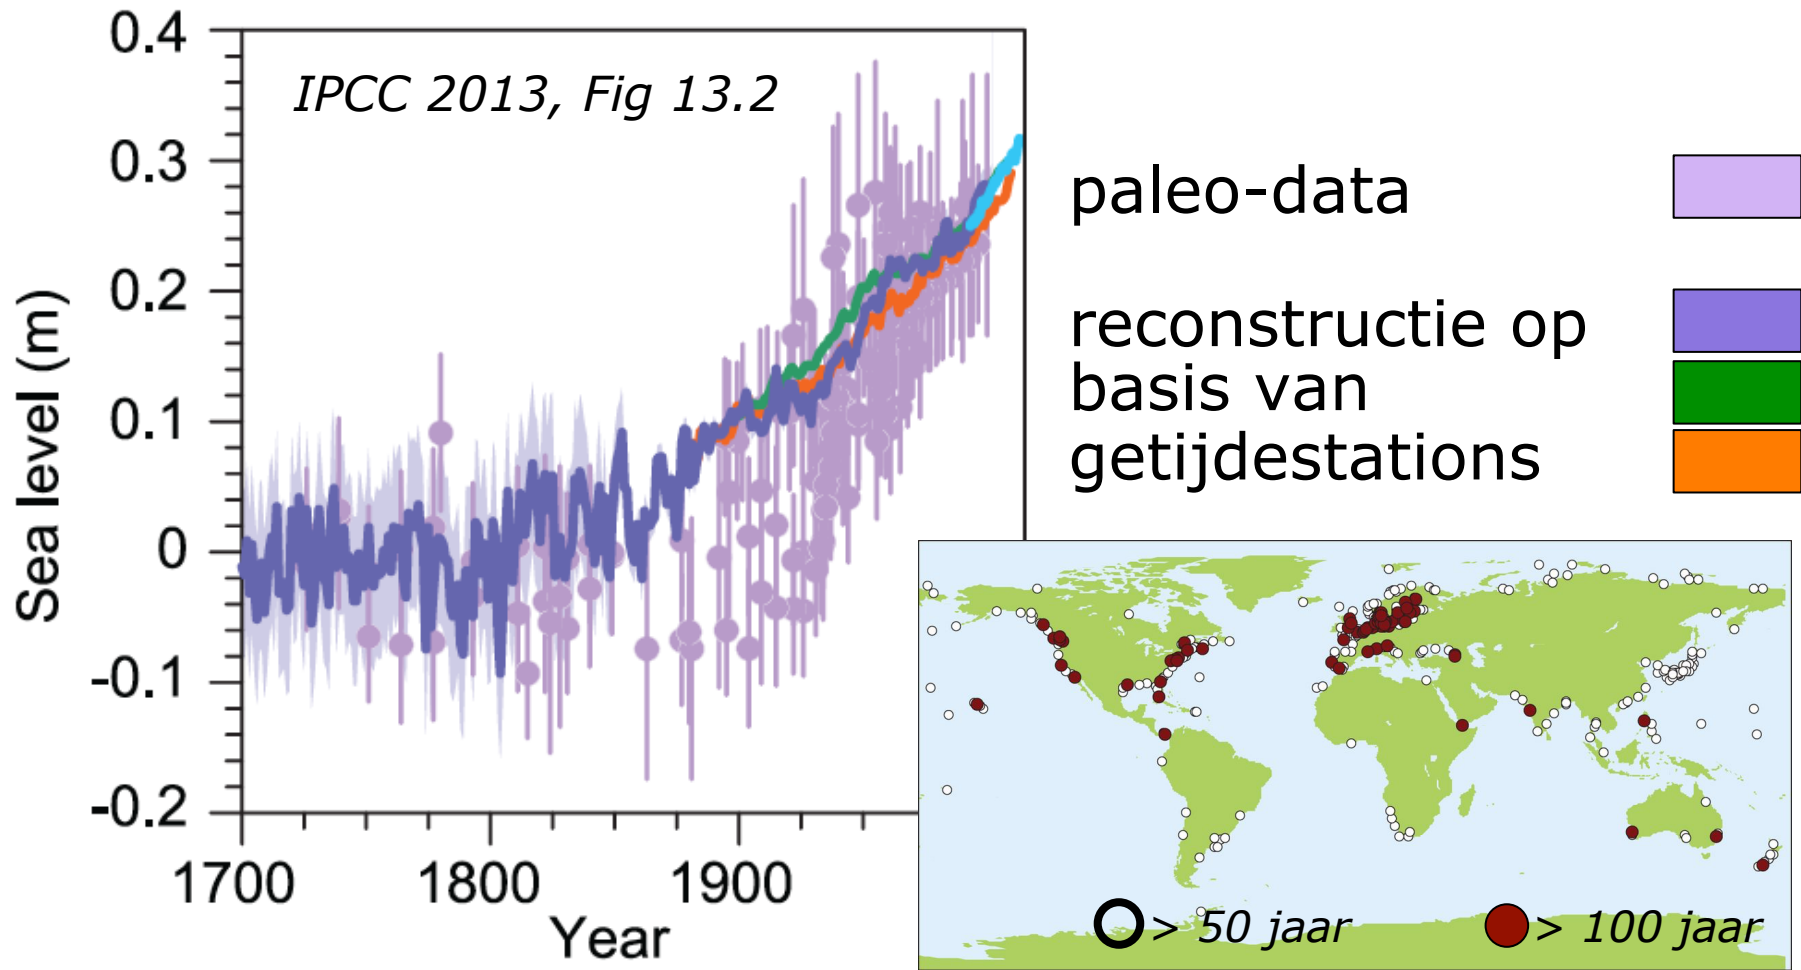 0.4
IPCC 2013, Fig 13.2
0.3
0.2
0.1
0
-0.1
-0.2
Sea level (m)
1700
1800
1900
Year
paleo-data
reconstructie op
basis van
getijdestations
> 50 jaar
> 100 jaar